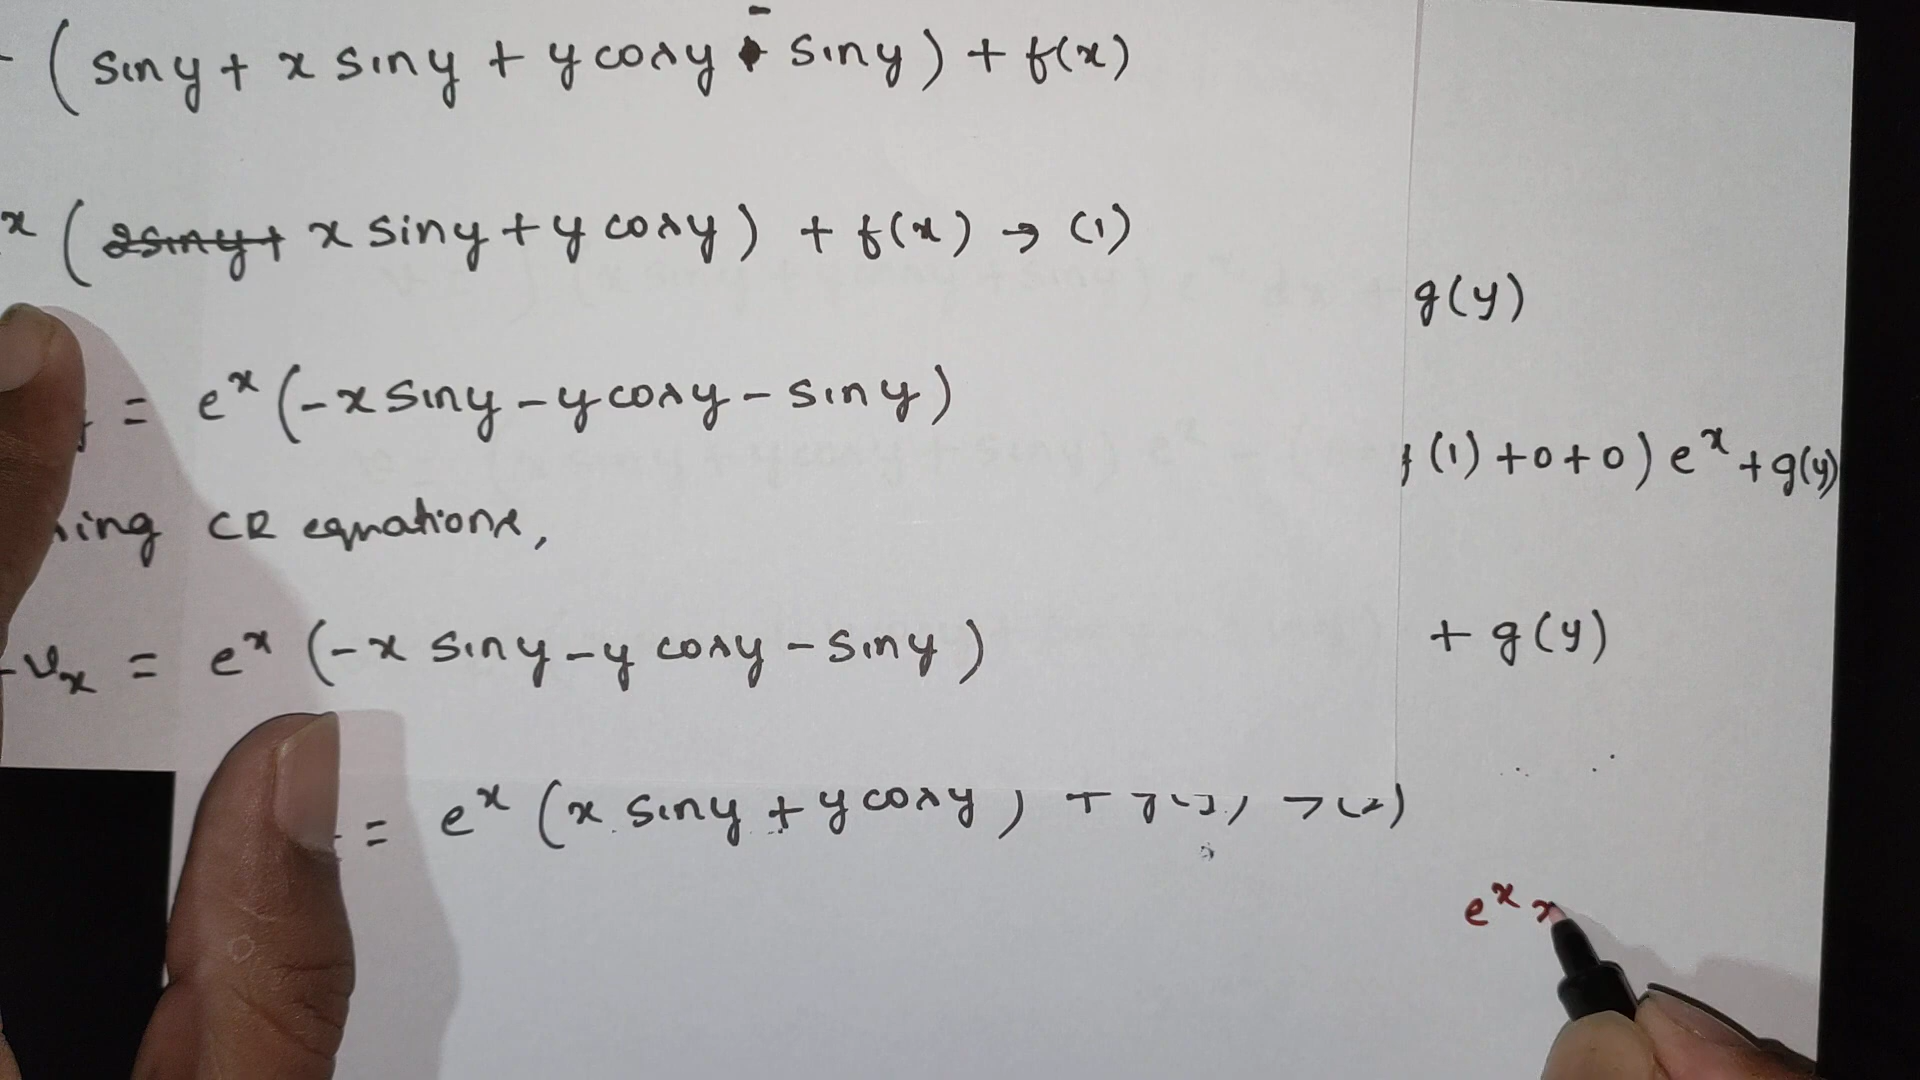 (siny + x siny + y cosy - siny) + f(x)
x ( 2siny + x siny + y cosy) + f(x) → (1)
g(y)
= e^x (-x siny - y cosy - siny)
(1) + 0 + 0) e^x + g(y)
CR equations,
-v_x = e^x (-x siny - y cosy - siny)
+ g(y)
= e^x (x siny + y cosy) +
e^x x